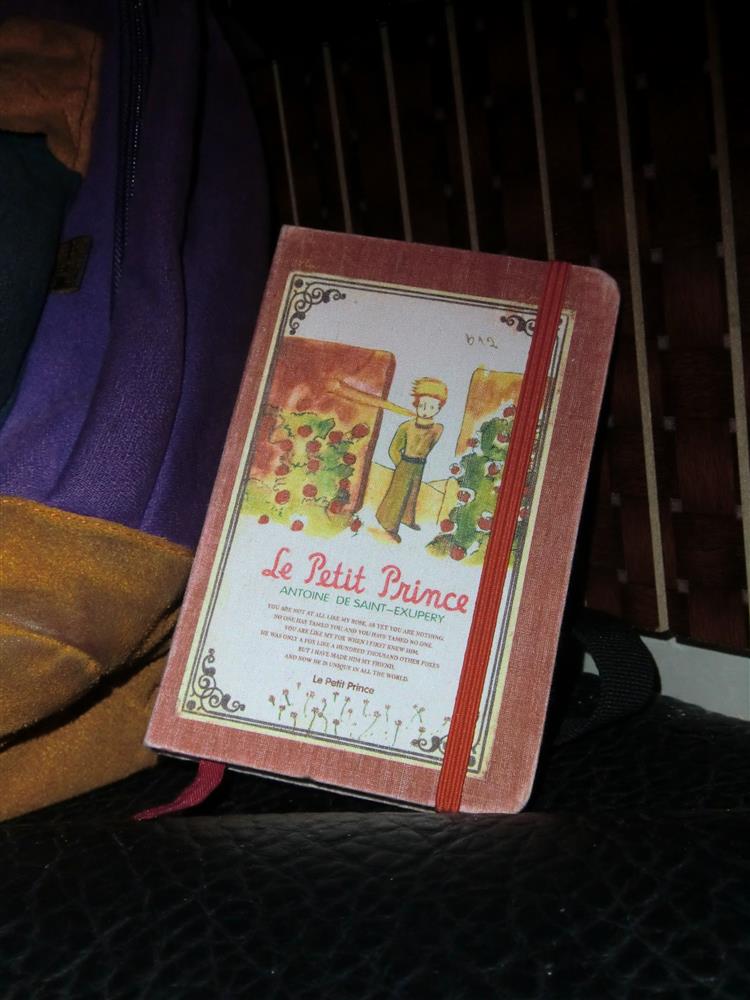 Le Petit Prince
ANTOINE DE SAINT-EXUPERY
YOU ARE NOT AT ALL LIKE MY ROSE, AS YET YOU ARE NOTHING.
NO ONE HAS TAMED YOU AND YOU HAVE TAMED NO ONE.
YOU ARE LIKE MY FOX WHEN I FIRST KNEW HIM.
HE WAS ONLY A FOX LIKE A HUNDRED THOUSAND OTHER FOXES
BUT I HAVE MADE HIM MY FRIEND,
AND NOW HE IS UNIQUE IN ALL THE WORLD.
Le Petit Prince